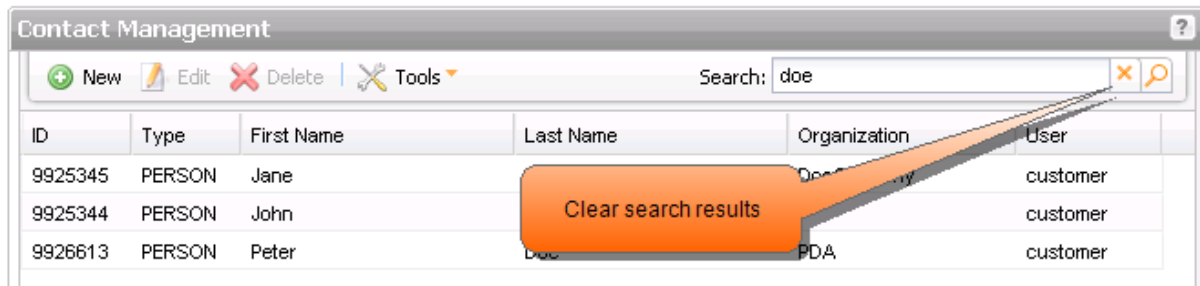 Contact Management ?
New Edit Delete Tools Search: doe
ID Type First Name Last Name Organization User
9925345 PERSON Jane customer
9925344 PERSON John customer
Clear search results
9926613 PERSON Peter Doe PDA customer